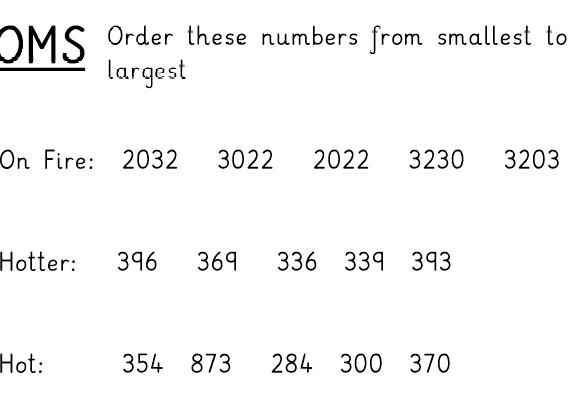 OMS
Order these numbers from smallest to
largest
On Fire: 2032 3022 2022 3230 3203
Hotter: 396 369 336 339 393
Hot: 354 873 284 300 370